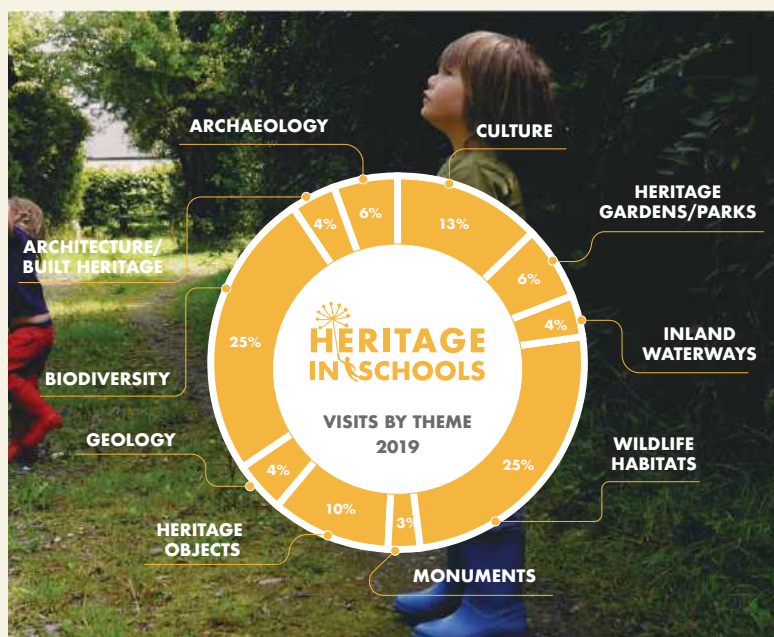 ARCHAEOLOGY
CULTURE
HERITAGE
GARDENS/PARKS
ARCHITECTURE/
BUILT HERITAGE
4%
6%
13%
6%
4%
25%
HERITAGE
IN SCHOOLS
VISITS BY THEME
2019
INLAND
WATERWAYS
BIODIVERSITY
GEOLOGY
WILDLIFE
HABITATS
4%
10%
3%
25%
HERITAGE
OBJECTS
MONUMENTS